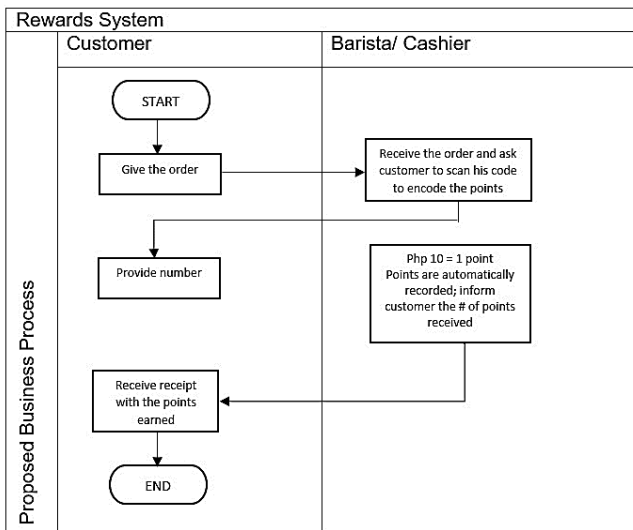 Rewards System
Customer
Barista/ Cashier
Proposed Business Process
START
Give the order
Receive the order and ask
customer to scan his code
to encode the points
Provide number
Php 10 = 1 point
Points are automatically
recorded; inform
customer the # of points
received
Receive receipt
with the points
earned
END